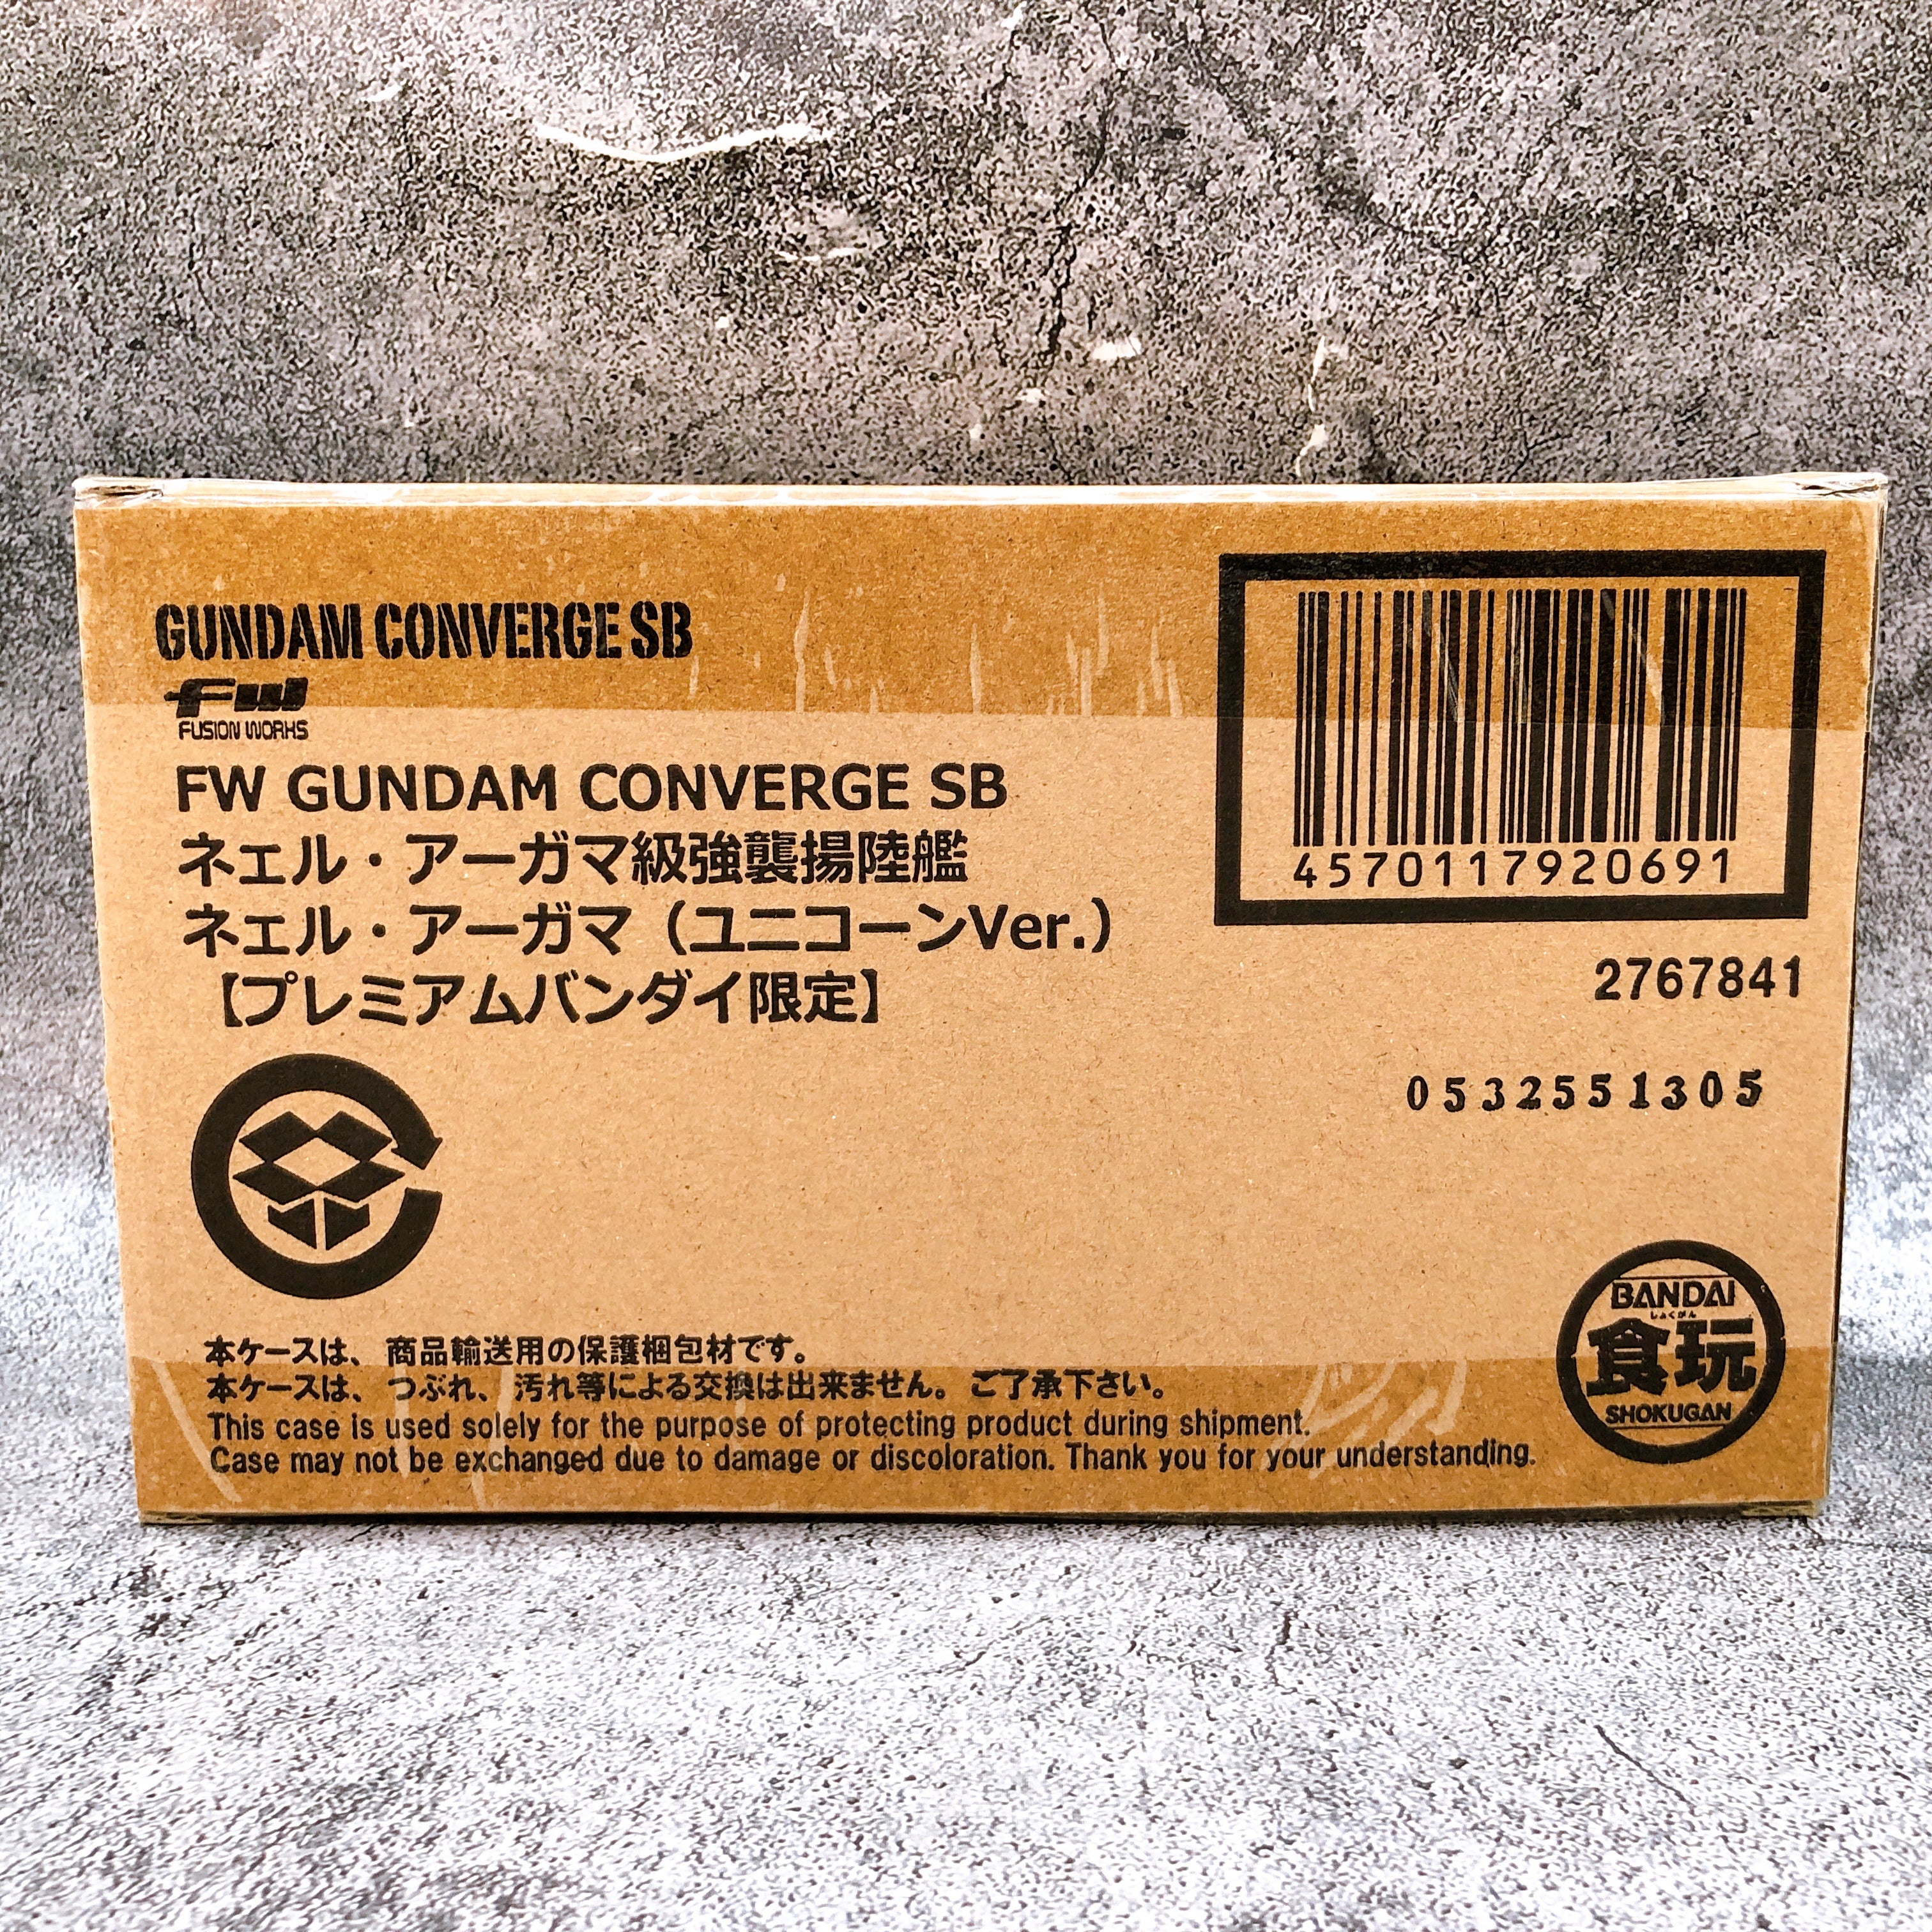 GUNDAM CONVERGE SB
FW
FUSION WORKS
FW GUNDAM CONVERGE SB
ネェル・アーガマ級強襲揚陸艦
ネェル・アーガマ（ユニコーンVer.）
【プレミアムバンダイ限定】
4570117920691
2767841
0532551305
BANDAI
しょくがん
食玩
SHOKUGAN
本ケースは、商品輸送用の保護梱包材です。
本ケースは、つぶれ、汚れ等による交換は出来ません。ご了承下さい。
This case is used solely for the purpose of protecting product during shipment.
Case may not be exchanged due to damage or discoloration. Thank you for your understanding.